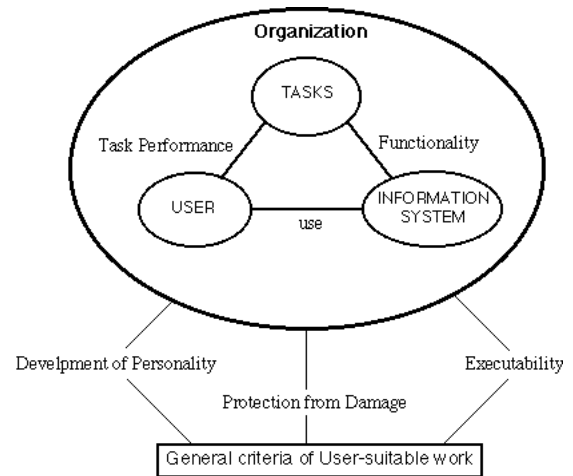 Organization
TASKS
Task Performance
Functionality
USER
INFORMATION
SYSTEM
use
Develpment of Personality
Executability
Protection from Damage
General criteria of User-suitable work